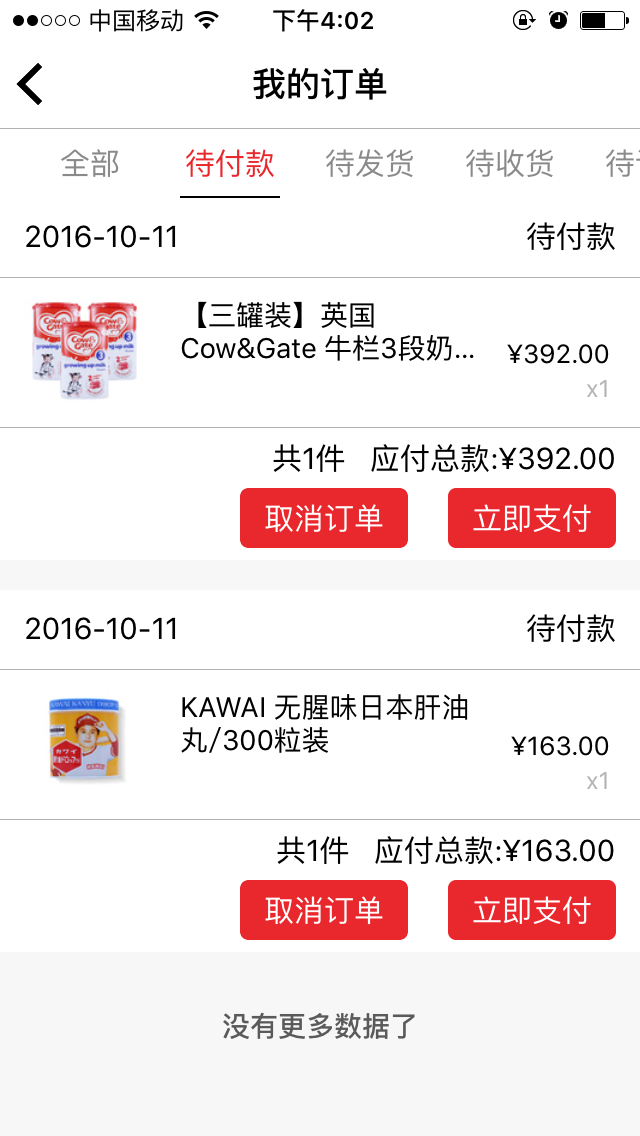 中国移动
下午4:02
我的订单
全部
待付款
待发货
待收货
2016-10-11
待付款
【三罐装】英国
Cow&Gate 牛栏3段奶...
¥392.00
x1
共1件 应付总款:¥392.00
取消订单
立即支付
2016-10-11
待付款
KAWAI 无腥味日本肝油
丸/300粒装
¥163.00
x1
共1件 应付总款:¥163.00
取消订单
立即支付
没有更多数据了